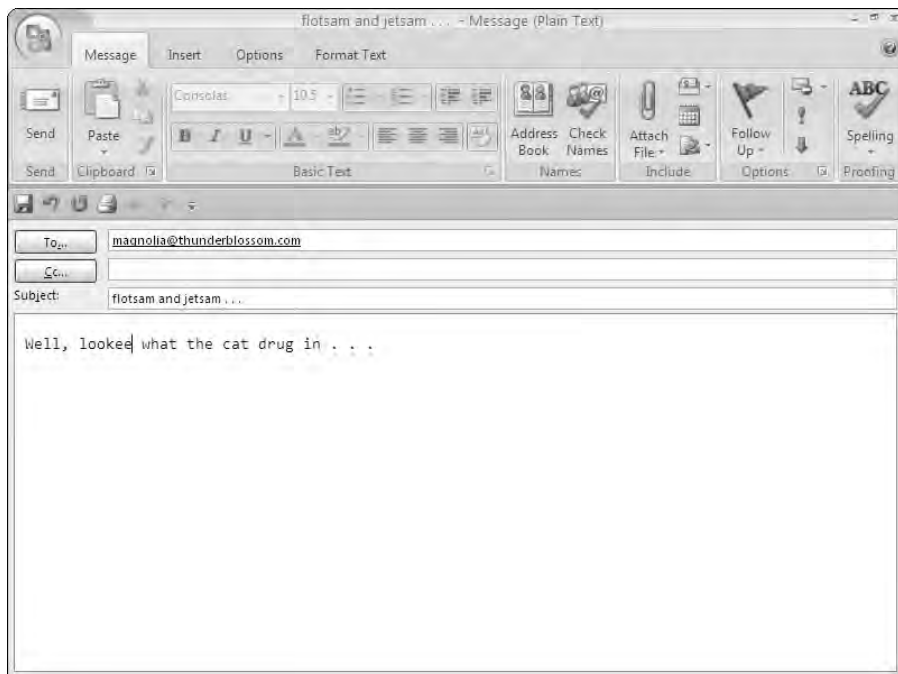 flotsam and jetsam . . . - Message (Plain Text)
Message Insert Options Format Text
Consolas 10.5
ABC
B I U A ab
Send Paste Address Book Check Names Attach File Follow Up Spelling
Send Clipboard Basic Text Names Include Options Proofing
To... magnolia@thunderblossom.com
Cc...
Subject: flotsam and jetsam . . .
Well, lookee what the cat drug in . . .